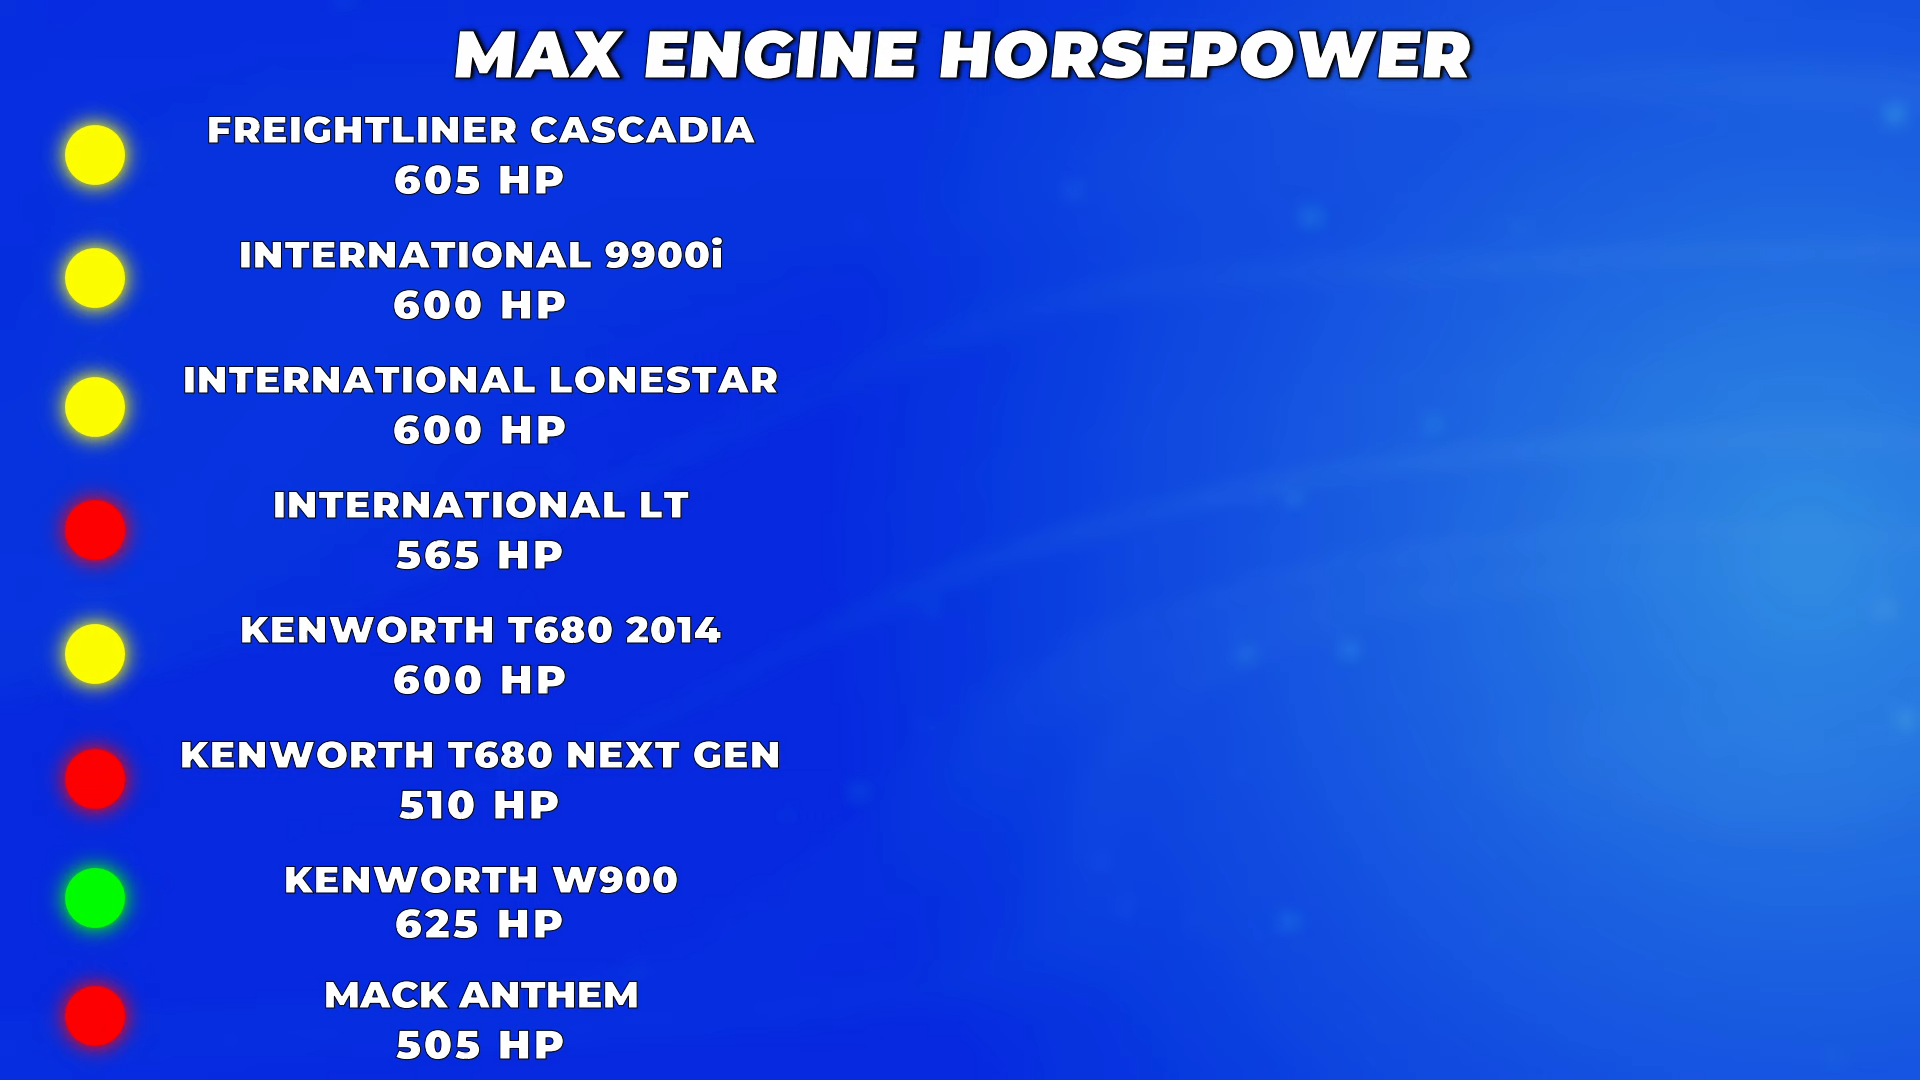 MAX ENGINE HORSEPOWER
FREIGHTLINER CASCADIA
605 HP
INTERNATIONAL 9900i
600 HP
INTERNATIONAL LONESTAR
600 HP
INTERNATIONAL LT
565 HP
KENWORTH T680 2014
600 HP
KENWORTH T680 NEXT GEN
510 HP
KENWORTH W900
625 HP
MACK ANTHEM
505 HP